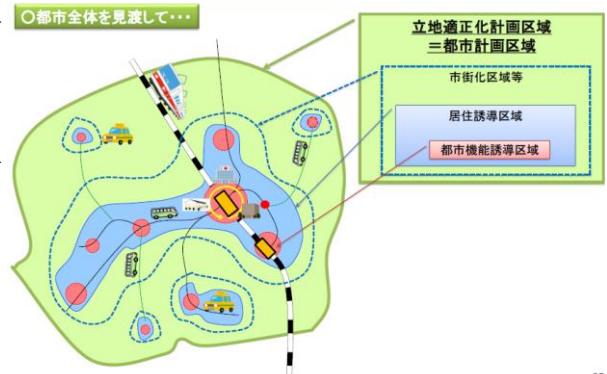 ○都市全体を見渡して・・・
立地適正化計画区域
＝都市計画区域
市街化区域等
居住誘導区域
都市機能誘導区域